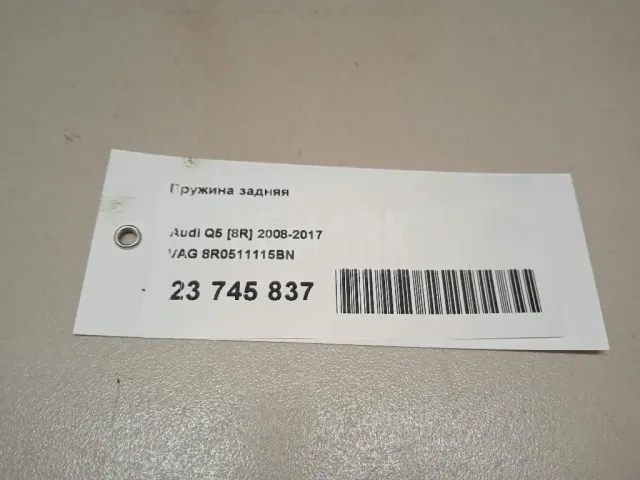 Пружина задняя
Audi Q5 [8R] 2008-2017
VAG 8R0511115BN
23 745 837